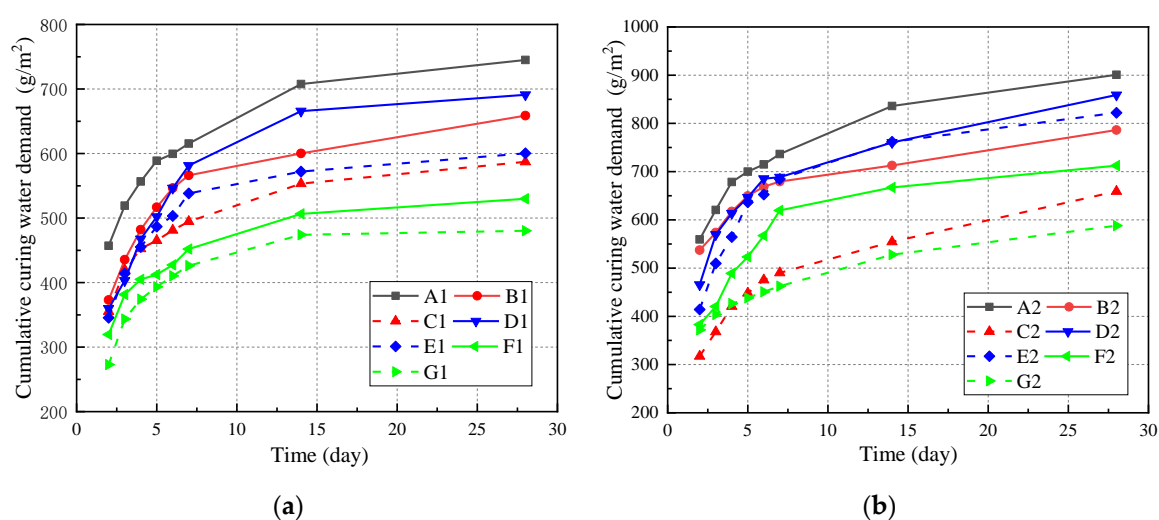 Cumulative curing water demand (g/m²)
800
700
600
500
400
300
200
0 5 10 15 20 25 30
Time (day)
A1 B1
C1 D1
E1 F1
G1
(a)
Cumulative curing water demand (g/m²)
1000
900
800
700
600
500
400
300
200
0 5 10 15 20 25 30
Time (day)
A2 B2
C2 D2
E2 F2
G2
(b)